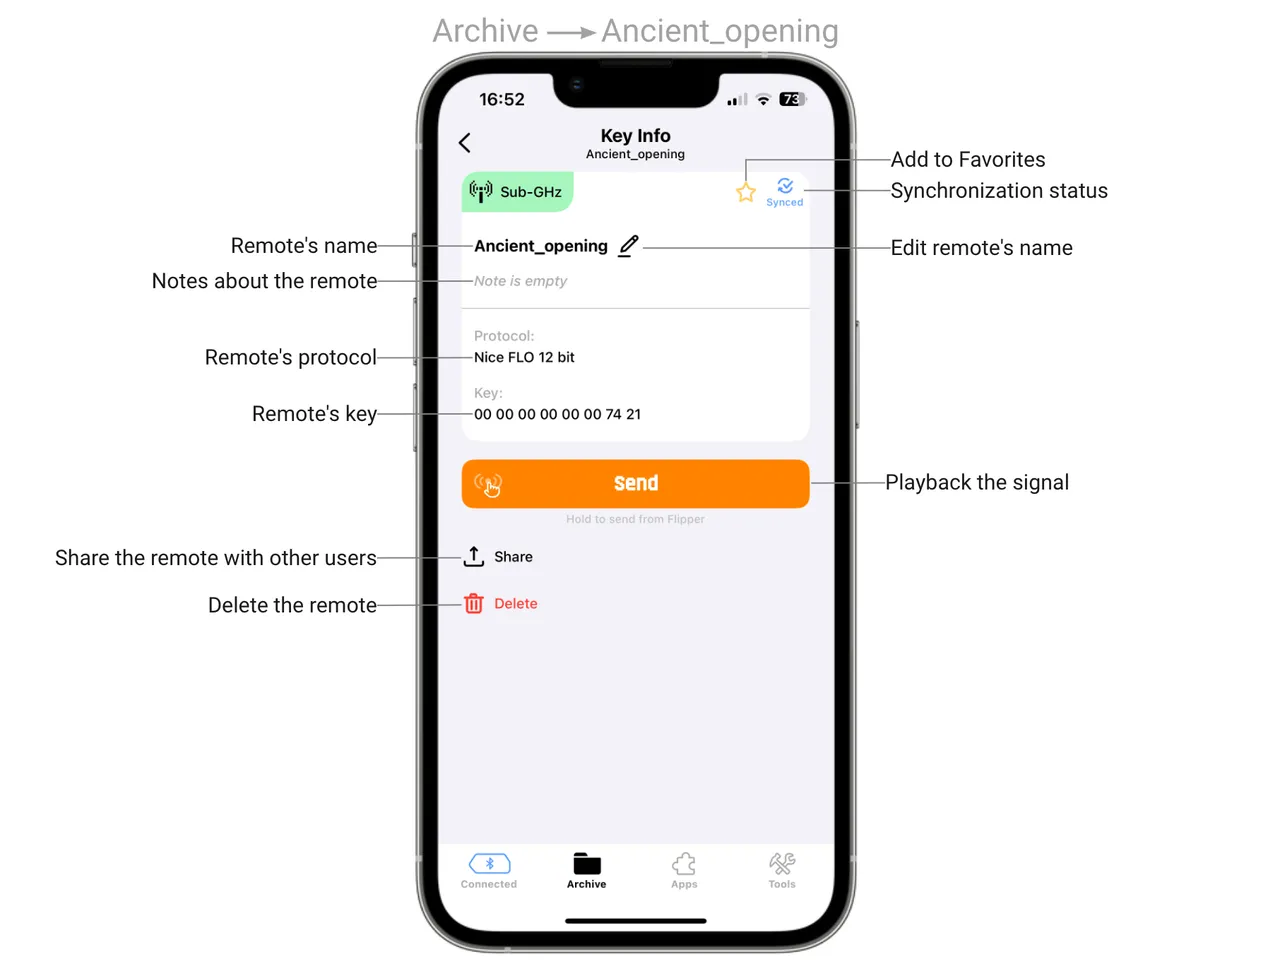 Archive → Ancient_opening
16:52
73
Key Info
Ancient_opening
Add to Favorites
Sub-GHz
Synced
Synchronization status
Remote's name
Ancient_opening
Edit remote's name
Notes about the remote
Note is empty
Protocol:
Remote's protocol
Nice FLO 12 bit
Key:
Remote's key
00 00 00 00 00 00 74 21
Send
Playback the signal
Hold to send from Flipper
Share the remote with other users
Share
Delete the remote
Delete
Connected
Archive
Apps
Tools